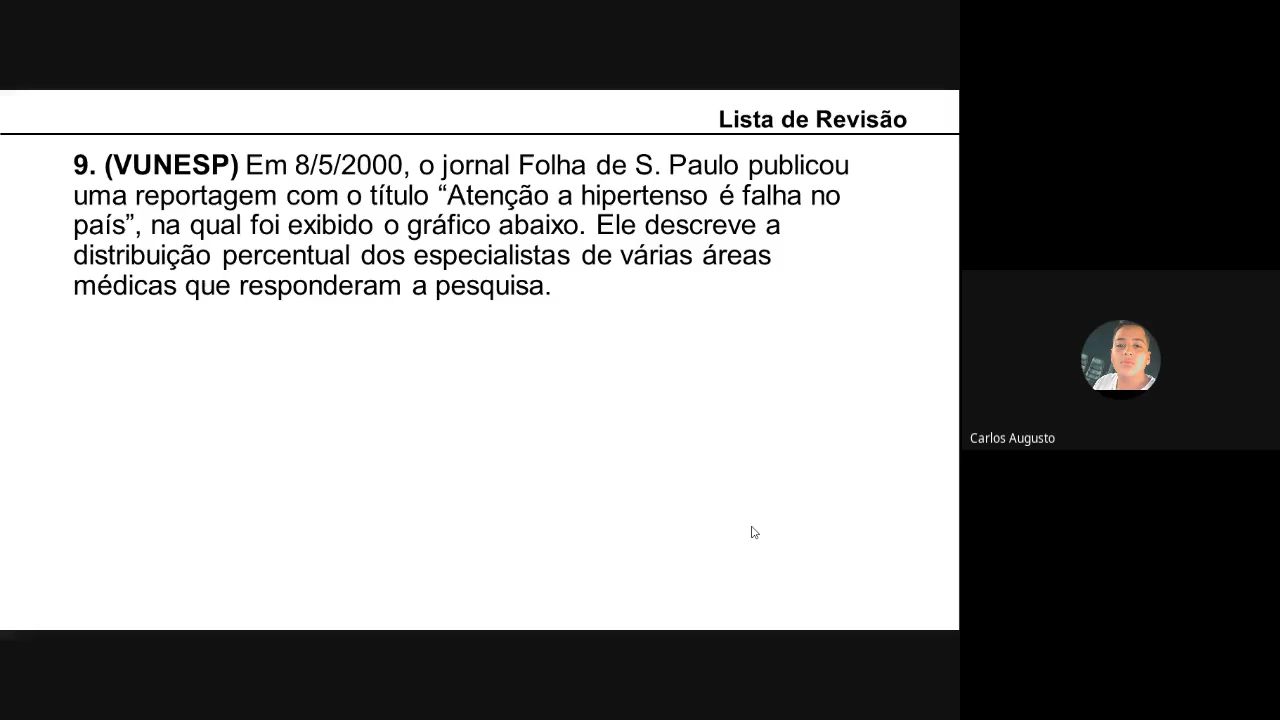 Lista de Revisão
9. (VUNESP) Em 8/5/2000, o jornal Folha de S. Paulo publicou
uma reportagem com o título “Atenção a hipertenso é falha no
país”, na qual foi exibido o gráfico abaixo. Ele descreve a
distribuição percentual dos especialistas de várias áreas
médicas que responderam a pesquisa.
Carlos Augusto